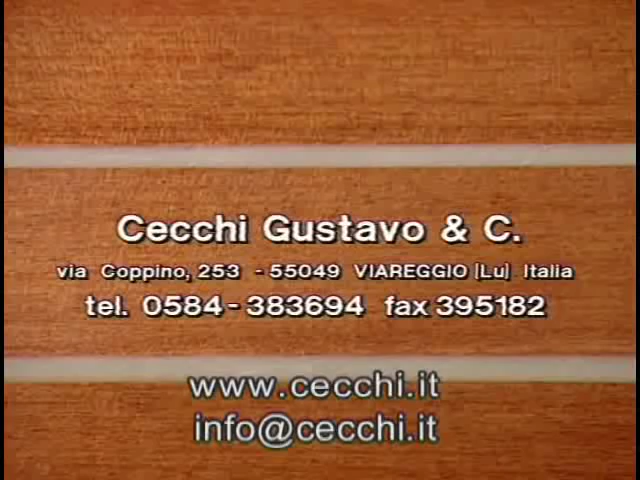 Cecchi Gustavo & C.
via Coppino, 253 - 55049 VIAREGGIO (Lu) Italia
tel. 0584-383694 fax 395182
www.cecchi.it
info@cecchi.it